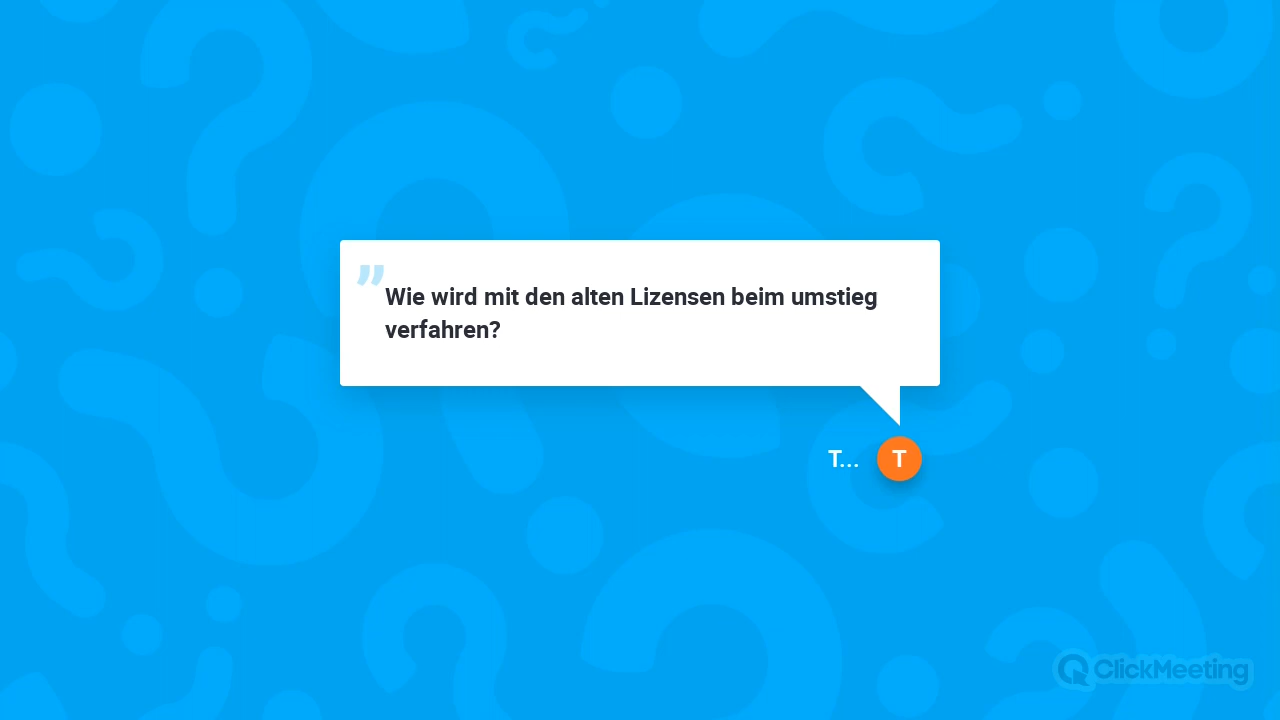 Wie wird mit den alten Lizensen beim umstieg
verfahren?
T... T
ClickMeeting